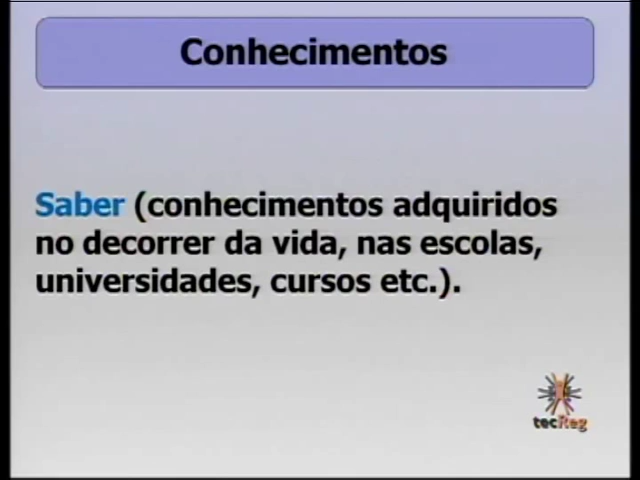 Conhecimentos
Saber (conhecimentos adquiridos
no decorrer da vida, nas escolas,
universidades, cursos etc.).
tecReg